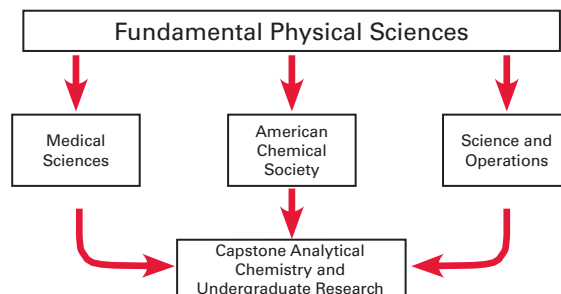 Fundamental Physical Sciences
Medical
Sciences
American
Chemical
Society
Science and
Operations
Capstone Analytical
Chemistry and
Undergraduate Research